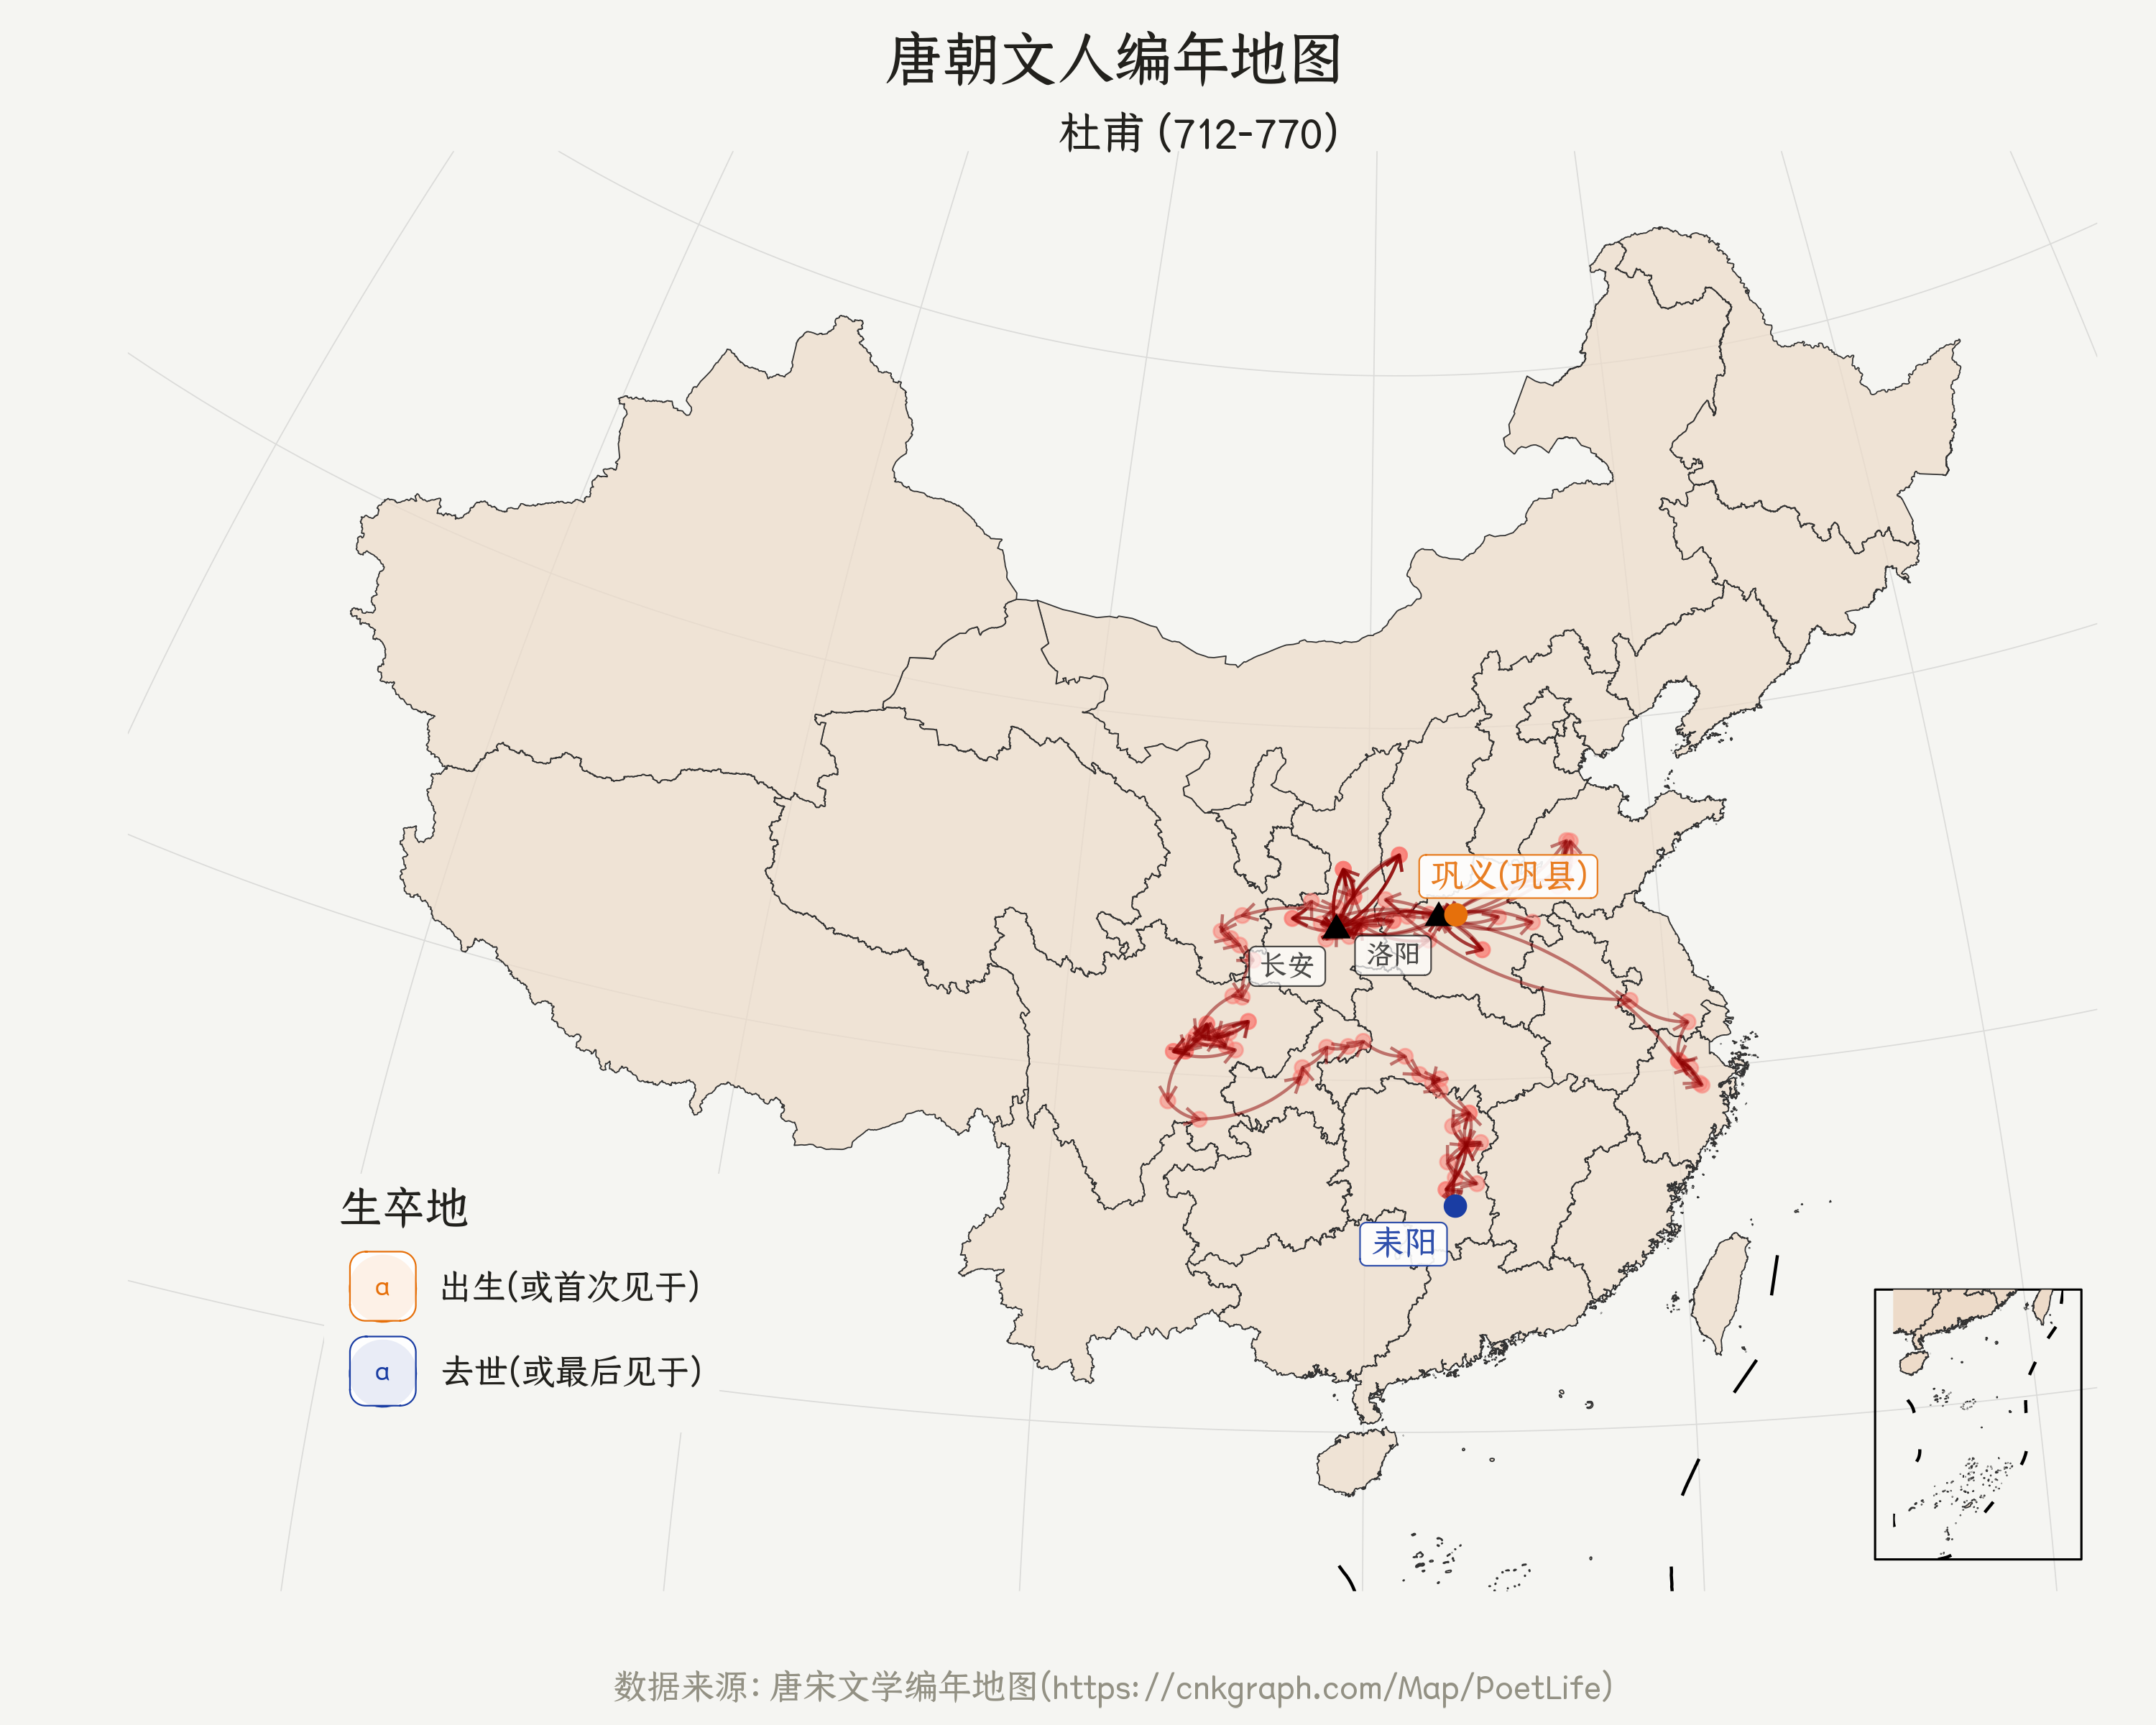 唐朝文人编年地图
杜甫 (712-770)
巩义(巩县)
洛阳
长安
耒阳
生卒地
a 出生(或首次见于)
a 去世(或最后见于)
数据来源: 唐宋文学编年地图(https://cnkgraph.com/Map/PoetLife)